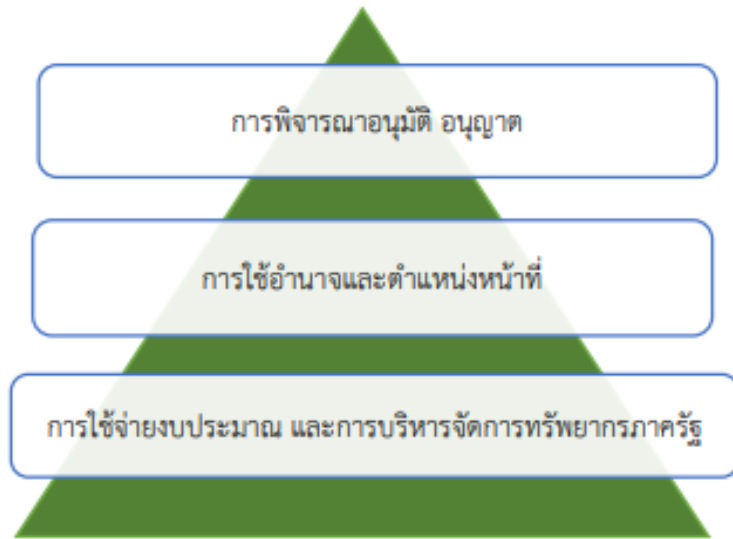 การพิจารณาอนุมัติ อนุญาต
การใช้อำนาจและตำแหน่งหน้าที่
การใช้จ่ายงบประมาณ และการบริหารจัดการทรัพยากรภาครัฐ